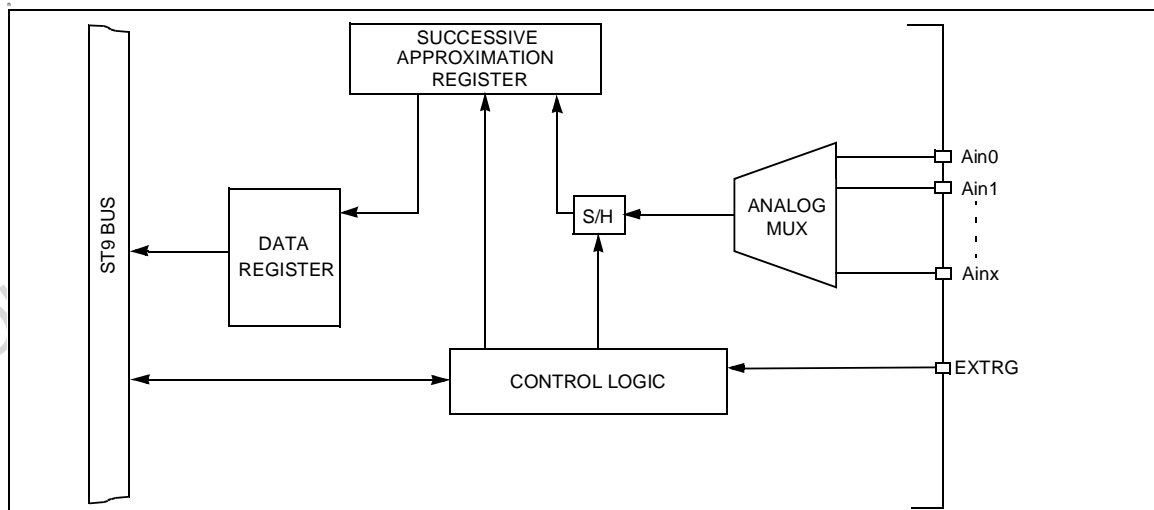 SUCCESSIVE
APPROXIMATION
REGISTER
Ain0
Ain1
ANALOG
MUX
S/H
ST9 BUS
DATA
REGISTER
Ainx
EXTRG
CONTROL LOGIC